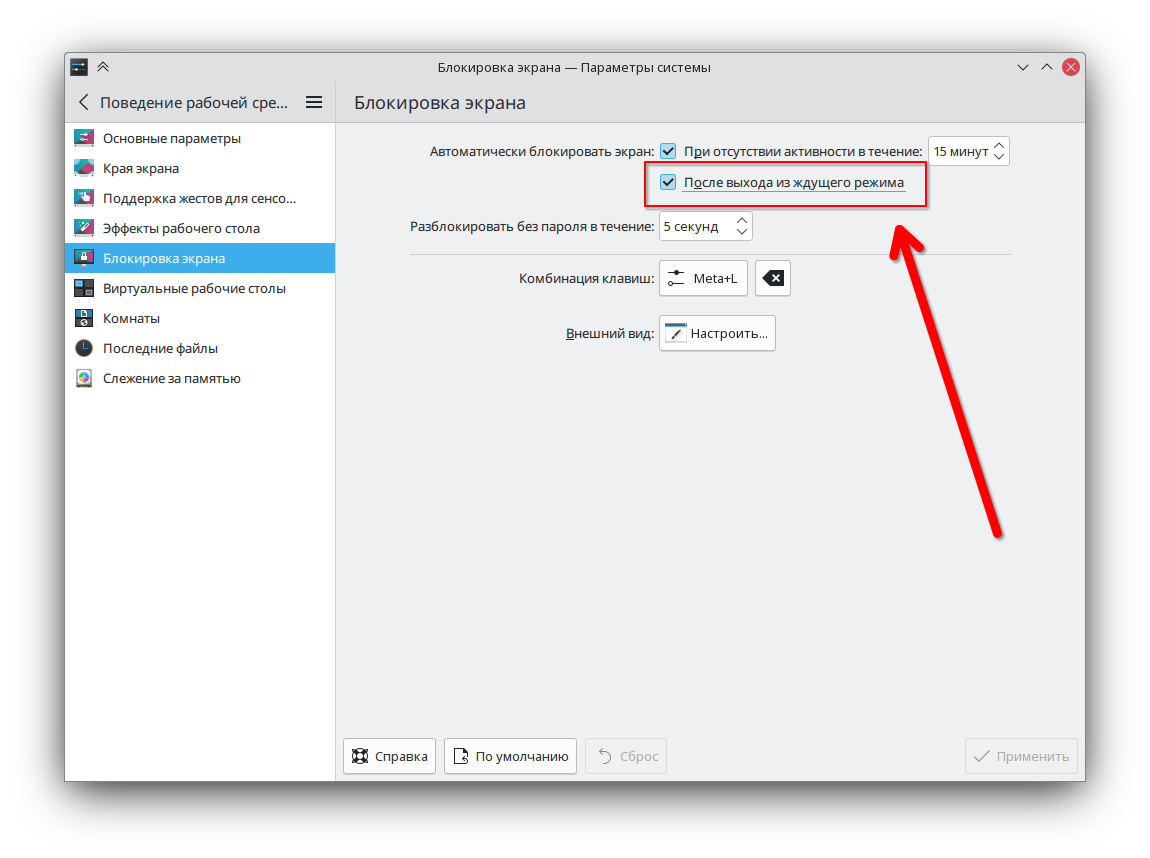 Блокировка экрана — Параметры системы
Поведение рабочей сре...
Блокировка экрана
Основные параметры
Края экрана
Поддержка жестов для сенсо...
Эффекты рабочего стола
Блокировка экрана
Виртуальные рабочие столы
Комнаты
Последние файлы
Слежение за памятью
Автоматически блокировать экран: При отсутствии активности в течение: 15 минут
После выхода из ждущего режима
Разблокировать без пароля в течение: 5 секунд
Комбинация клавиш: Meta+L
Внешний вид: Настроить...
Справка По умолчанию Сброс Применить